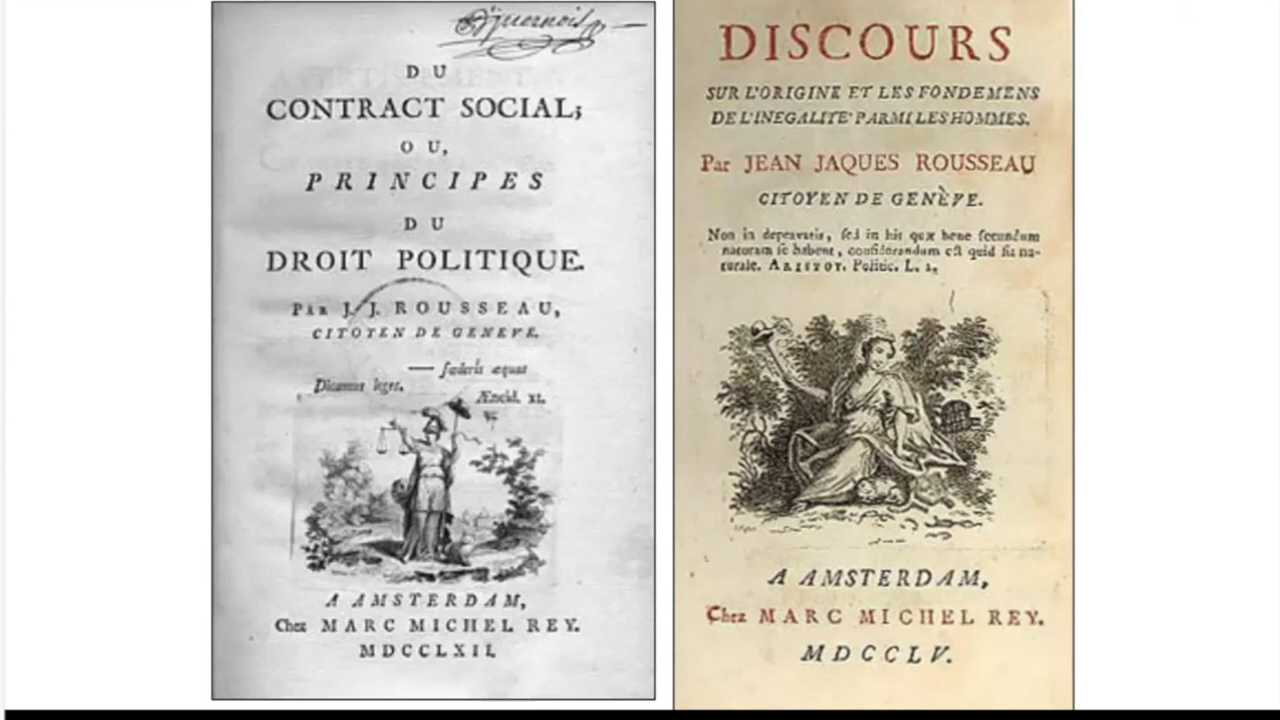 DU
CONTRACT SOCIAL;
OU,
PRINCIPES
DU
DROIT POLITIQUE.
PAR J. J. ROUSSEAU,
CITOYEN DE GENEVE.
— fœderis æquas
Dicamus leges.
Æneid. XI.
A AMSTERDAM,
Chez MARC MICHEL REY.
MDCCLXII.
DISCOURS
SUR L'ORIGINE ET LES FONDEMENS
DE L'INEGALITE' PARMI LES HOMMES.
Par JEAN JAQUES ROUSSEAU
CITOYEN DE GENÈVE.
Non in depravatis, sed in his quæ bene secundum
naturam se habent, considerandum est quid sit na-
turale. ARISTOT. Politic. L. 2.
A AMSTERDAM,
Chez MARC MICHEL REY.
MDCCLV.